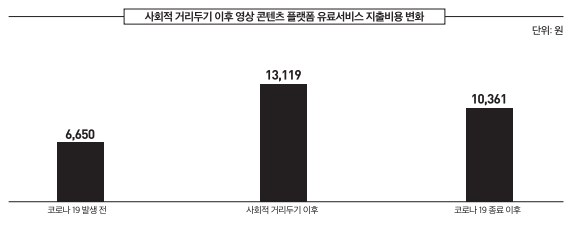 사회적 거리두기 이후 영상 콘텐츠 플랫폼 유료서비스 지출비용 변화
단위: 원
6,650
13,119
10,361
코로나 19 발생 전
사회적 거리두기 이후
코로나 19 종료 이후